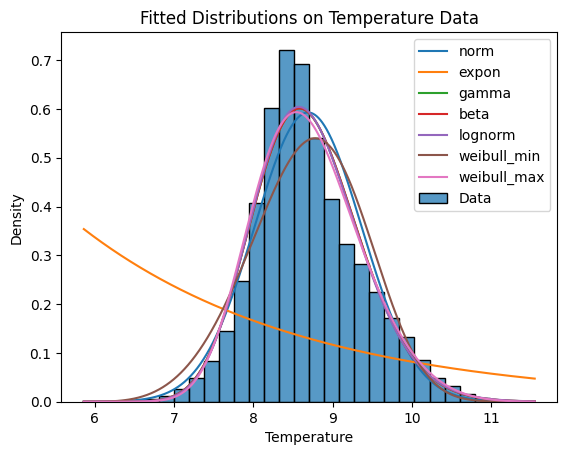 Fitted Distributions on Temperature Data
norm
expon
gamma
beta
lognorm
weibull_min
weibull_max
Data
0.7
0.6
0.5
0.4
0.3
0.2
0.1
0.0
Density
6
7
8
9
10
11
Temperature